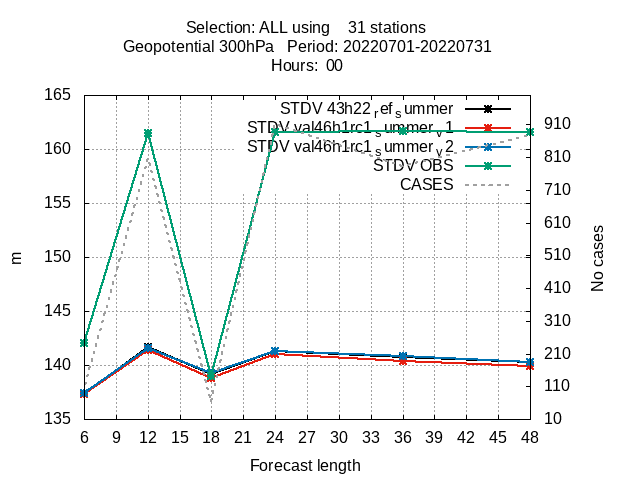 Selection: ALL using    31 stations
Geopotential 300hPa   Period: 20220701-20220731
Hours:  00
165
160
155
150
145
140
135
m
STDV 43h22_ref_summer
STDV val46h1rc1_summer_v1
STDV val46h1rc1_summer_v2
STDV OBS
CASES
910
810
710
610
510
410
310
210
110
10
No cases
6 9 12 15 18 21 24 27 30 33 36 39 42 45 48
Forecast length